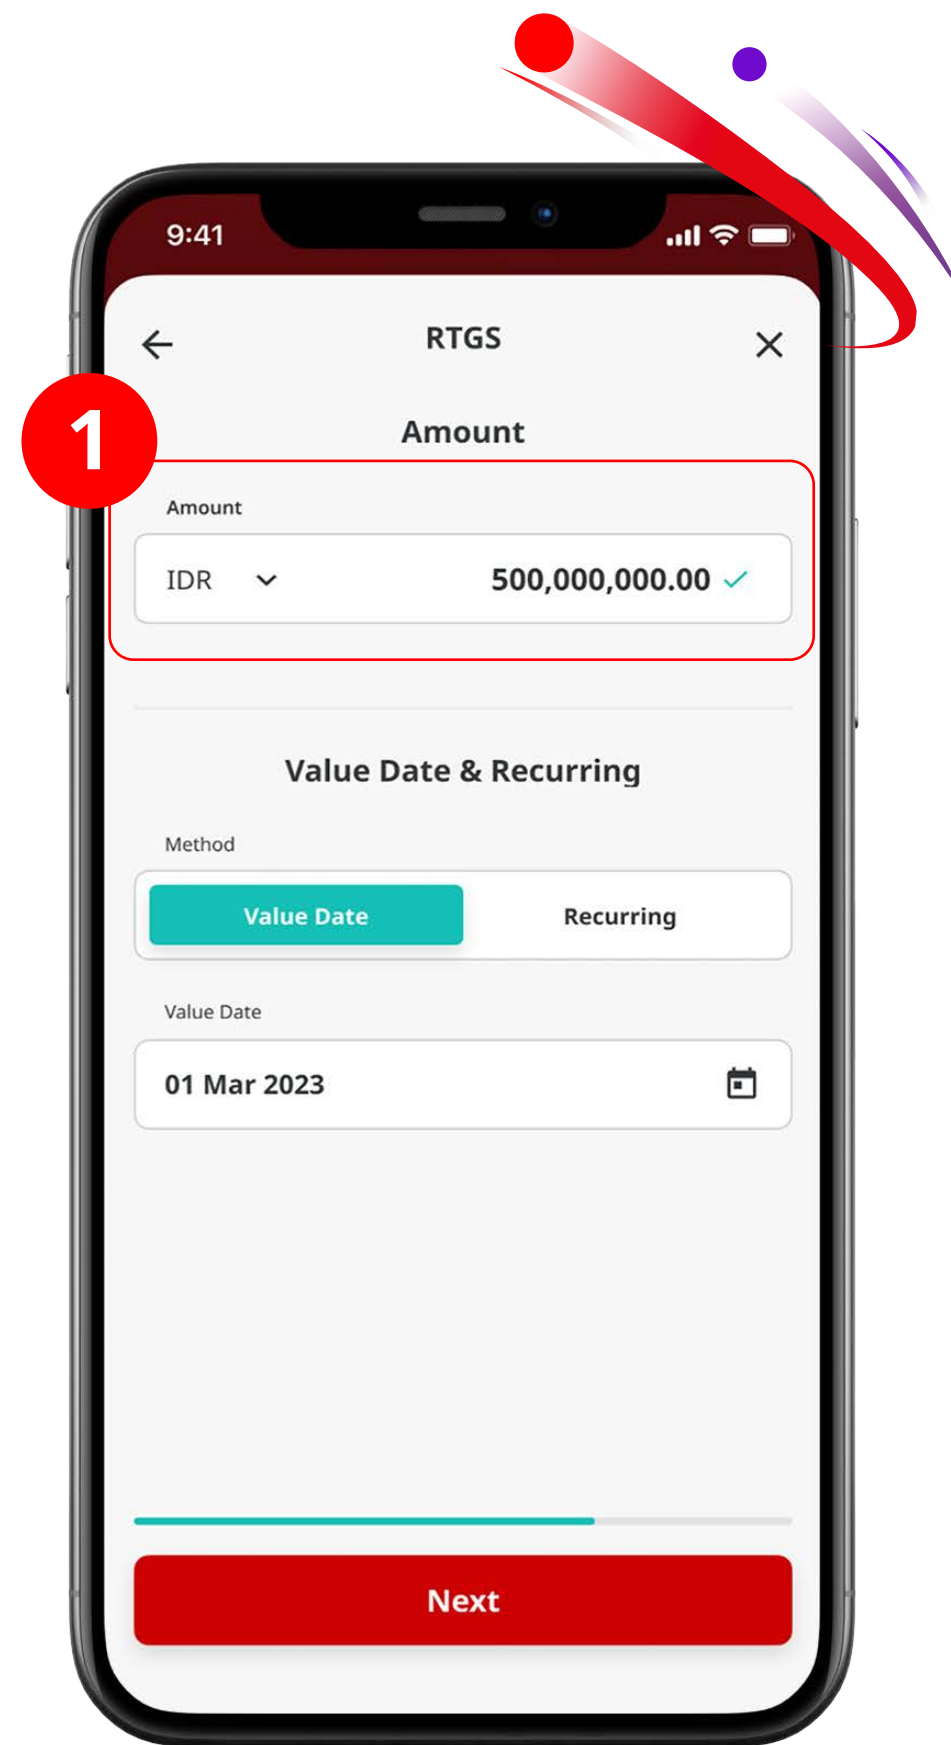 9:41
RTGS
1
Amount
Amount
IDR 500,000,000.00
Value Date & Recurring
Method
Value Date Recurring
Value Date
01 Mar 2023
Next